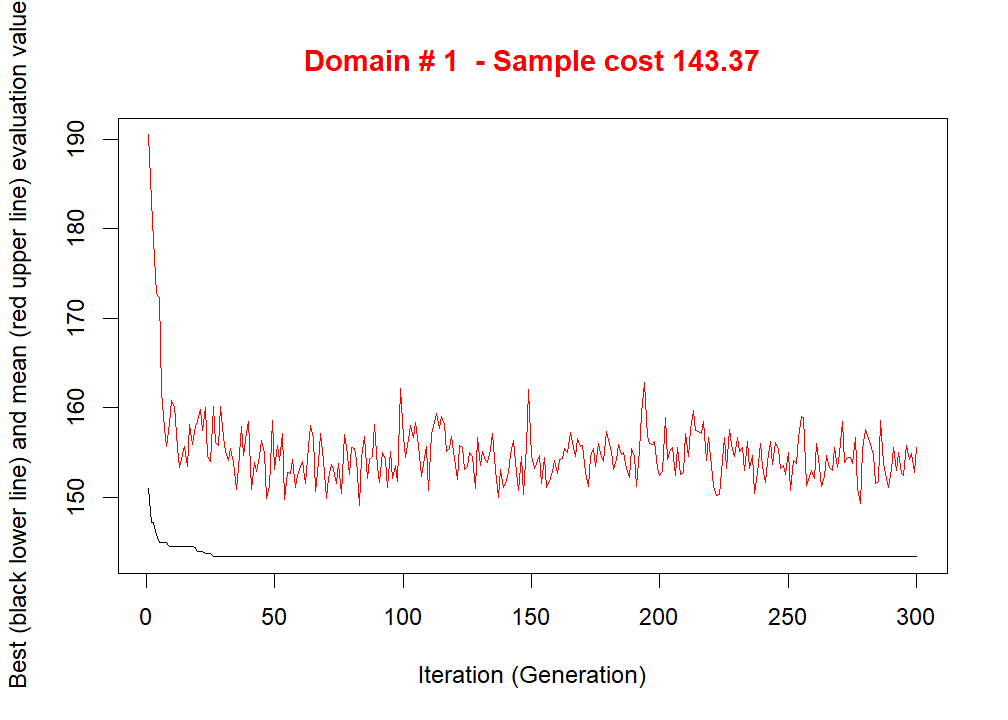 Domain # 1  - Sample cost 143.37
Best (black lower line) and mean (red upper line) evaluation value
190
180
170
160
150
0 50 100 150 200 250 300
Iteration (Generation)